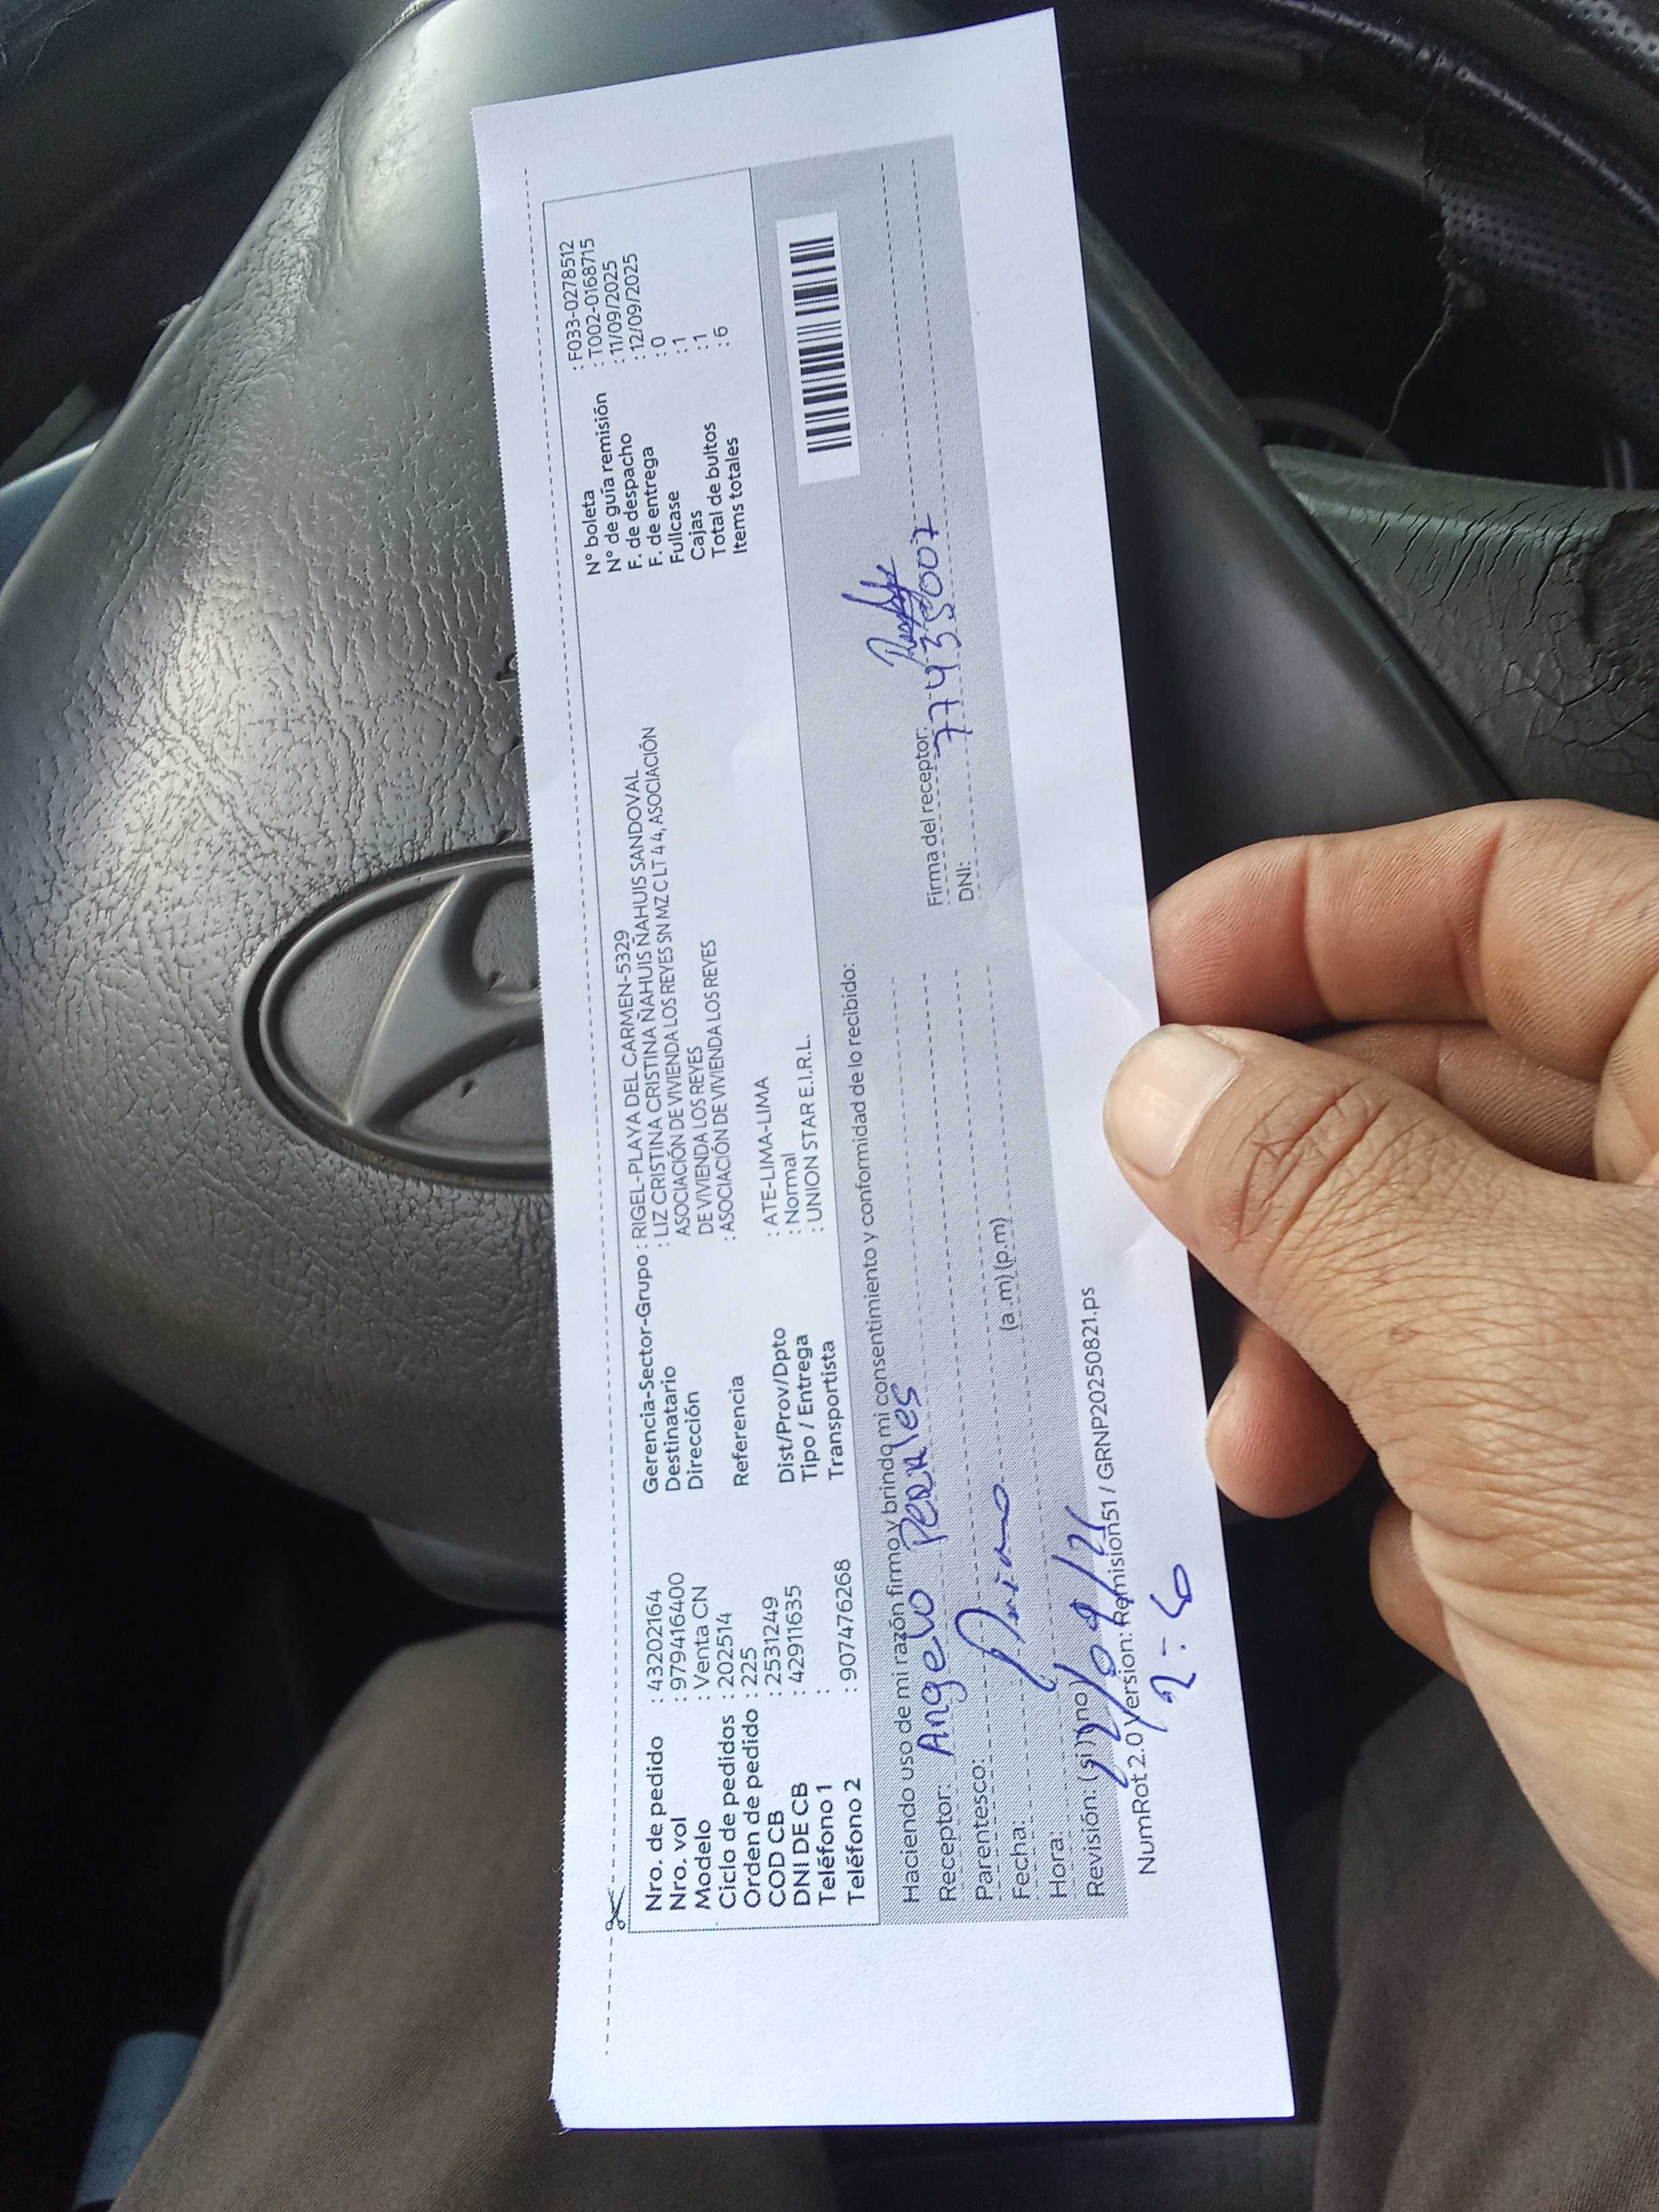 Nro. de pedido : 43202164
Nro. vol : 979416400
Modelo : Venta CN
Ciclo de pedidos : 202514
Orden de pedido : 225
COD CB : 2531249
DNI DE CB : 42911635
Teléfono 1 :
Teléfono 2 : 907476268
Gerencia-Sector-Grupo : RIGEL-PLAYA DEL CARMEN-5329
Destinatario : LIZ CRISTINA CRISTINA ÑAHUIS ÑAHUIS SANDOVAL
Dirección ASOCIACIÓN DE VIVIENDA LOS REYES SN MZ C LT 4 4, ASOCIACIÓN
DE VIVIENDA LOS REYES
Referencia : ASOCIACIÓN DE VIVIENDA LOS REYES
Dist/Prov/Dpto : ATE-LIMA-LIMA
Tipo / Entrega : Normal
Transportista : UNION STAR E.I.R.L.
N° boleta : F033-0278512
N° de guía remisión : T002-0168715
F. de despacho : 11/09/2025
F. de entrega : 12/09/2025
Fullcase : 0
Cajas : 1
Total de bultos : 1
Items totales : 6
Haciendo uso de mi razón firmo y brindo mi consentimiento y conformidad de lo recibido:
Receptor: Angelo Perales
Parentesco:
Fecha:
Hora: (a.m) (p.m)
Revisión: (si) (no)
Firma del receptor:
DNI: 77435007
NumRot 2.0 Version: Remision51 / GRNP20250821.ps